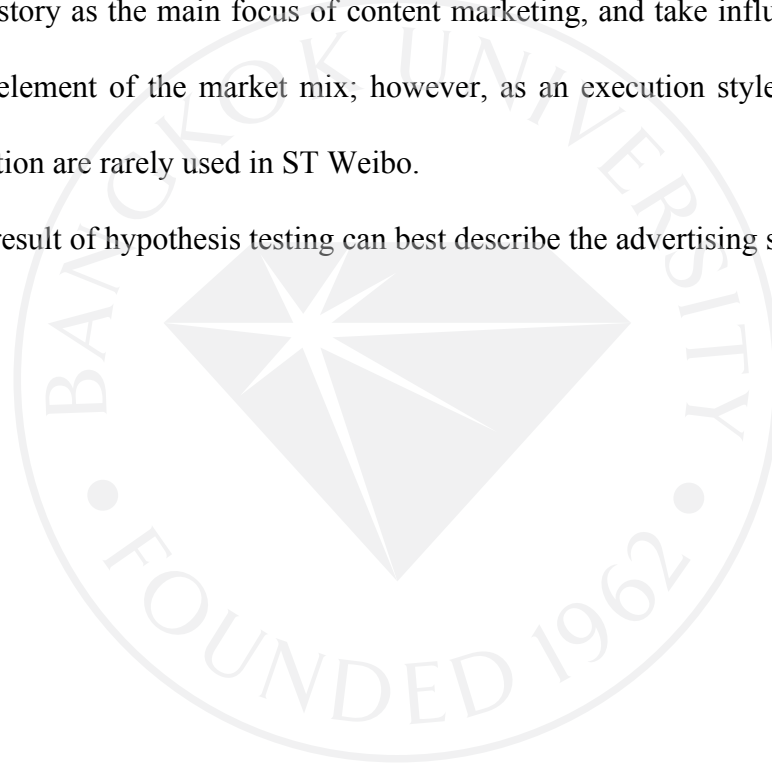 story as the main focus of content marketing, and take influ
element of the market mix; however, as an execution style
tion are rarely used in ST Weibo.
result of hypothesis testing can best describe the advertising s
BANGKOK UNIVERSITY
• FOUNDED 1962 •